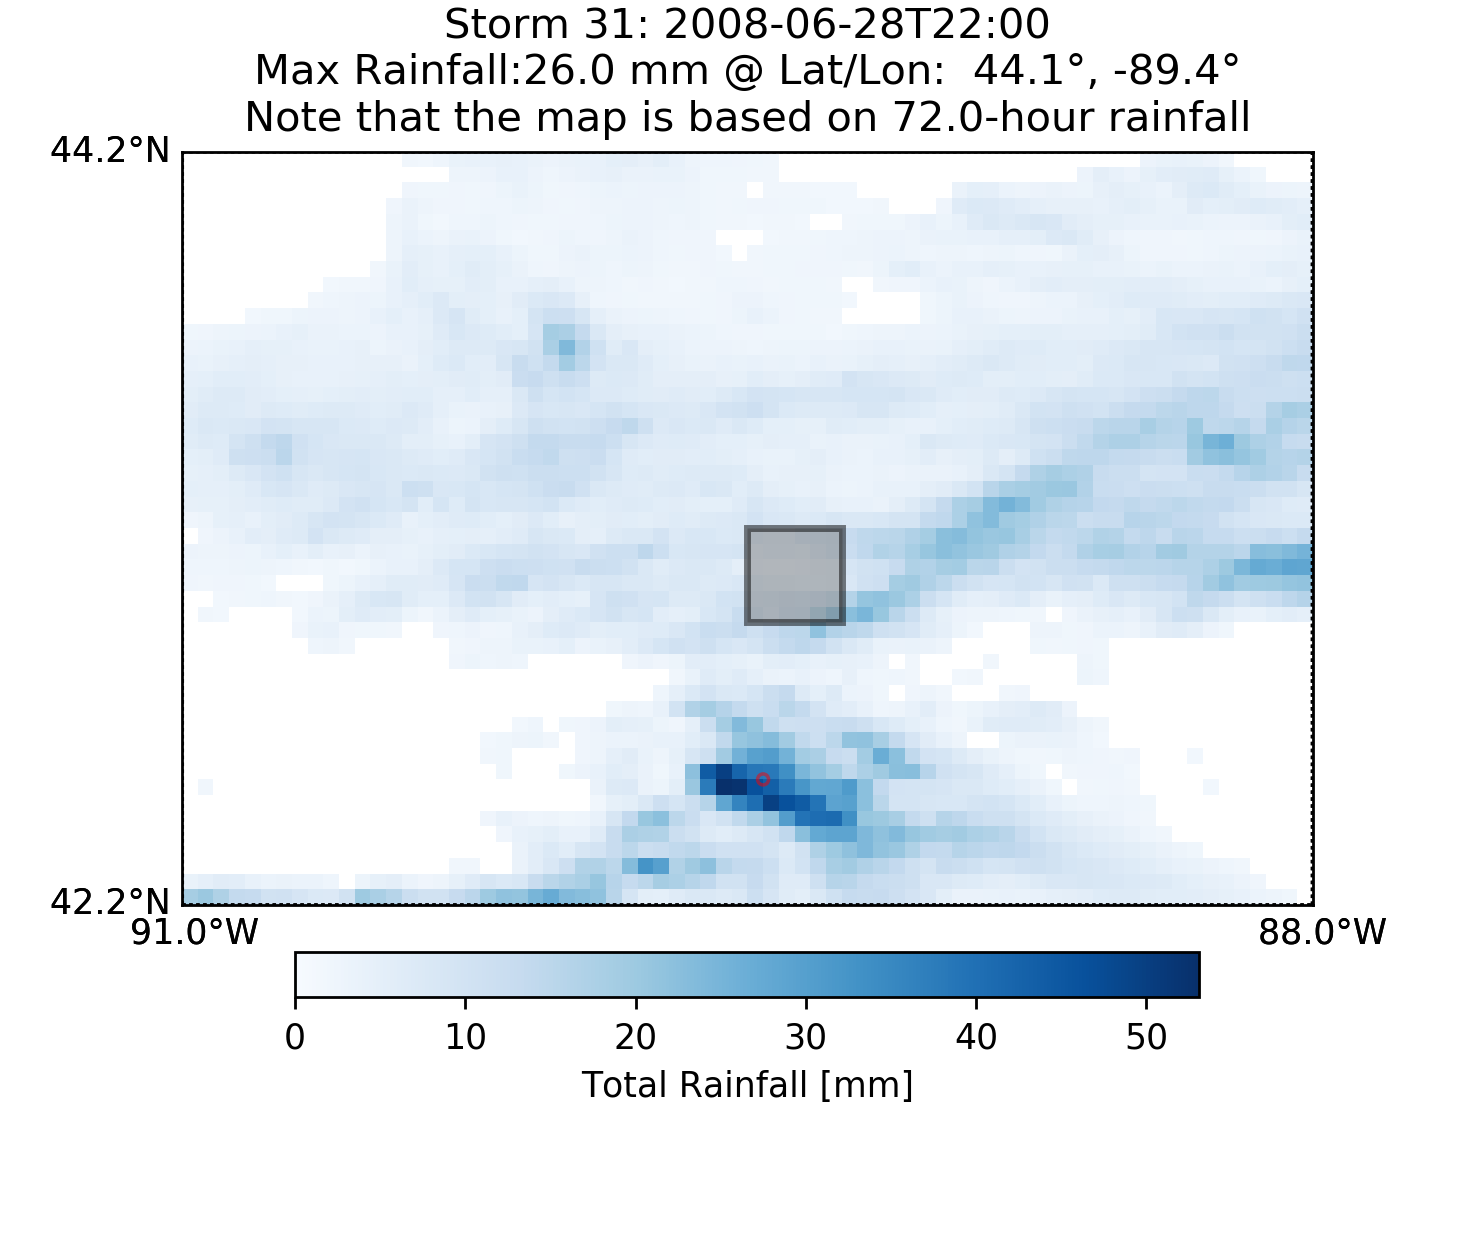 Storm 31: 2008-06-28T22:00
Max Rainfall:26.0 mm @ Lat/Lon:  44.1°, -89.4°
Note that the map is based on 72.0-hour rainfall
44.2°N
42.2°N
91.0°W
88.0°W
0 10 20 30 40 50
Total Rainfall [mm]